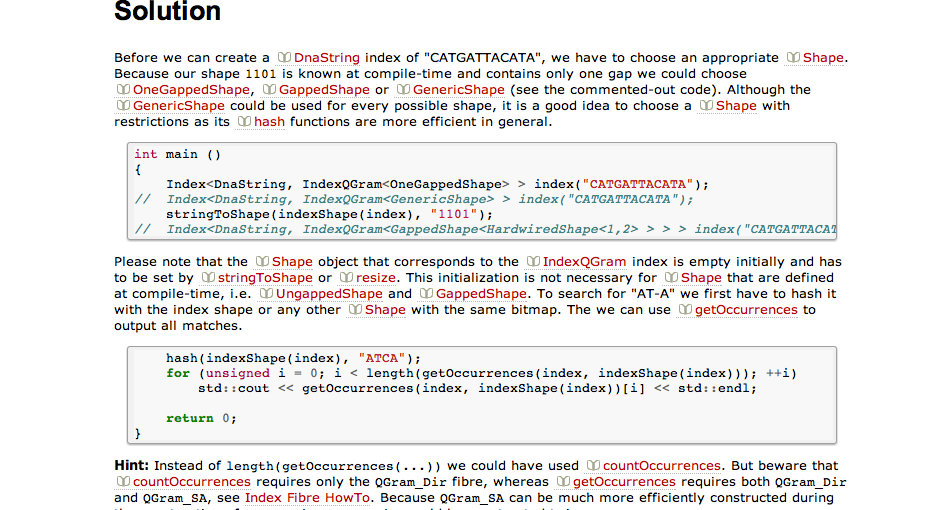 Solution
Before we can create a DnaString index of "CATGATTACATA", we have to choose an appropriate Shape.
Because our shape 1101 is known at compile-time and contains only one gap we could choose
OneGappedShape, GappedShape or GenericShape (see the commented-out code). Although the
GenericShape could be used for every possible shape, it is a good idea to choose a Shape with
restrictions as its hash functions are more efficient in general.
int main ()
{
    Index<DnaString, IndexQGram<OneGappedShape> > index("CATGATTACATA");
//  Index<DnaString, IndexQGram<GenericShape> > index("CATGATTACATA");
    stringToShape(indexShape(index), "1101");
//  Index<DnaString, IndexQGram<GappedShape<HardwiredShape<1,2> > > > index("CATGATTACAT
Please note that the Shape object that corresponds to the IndexQGram index is empty initially and has
to be set by stringToShape or resize. This initialization is not necessary for Shape that are defined
at compile-time, i.e. UngappedShape and GappedShape. To search for "AT-A" we first have to hash it
with the index shape or any other Shape with the same bitmap. The we can use getOccurrences to
output all matches.
    hash(indexShape(index), "ATCA");
    for (unsigned i = 0; i < length(getOccurrences(index, indexShape(index))); ++i)
        std::cout << getOccurrences(index, indexShape(index))[i] << std::endl;
    return 0;
}
Hint: Instead of length(getOccurrences(...)) we could have used countOccurrences. But beware that
countOccurrences requires only the QGram_Dir fibre, whereas getOccurrences requires both QGram_Dir
and QGram_SA, see Index Fibre HowTo. Because QGram_SA can be much more efficiently constructed during